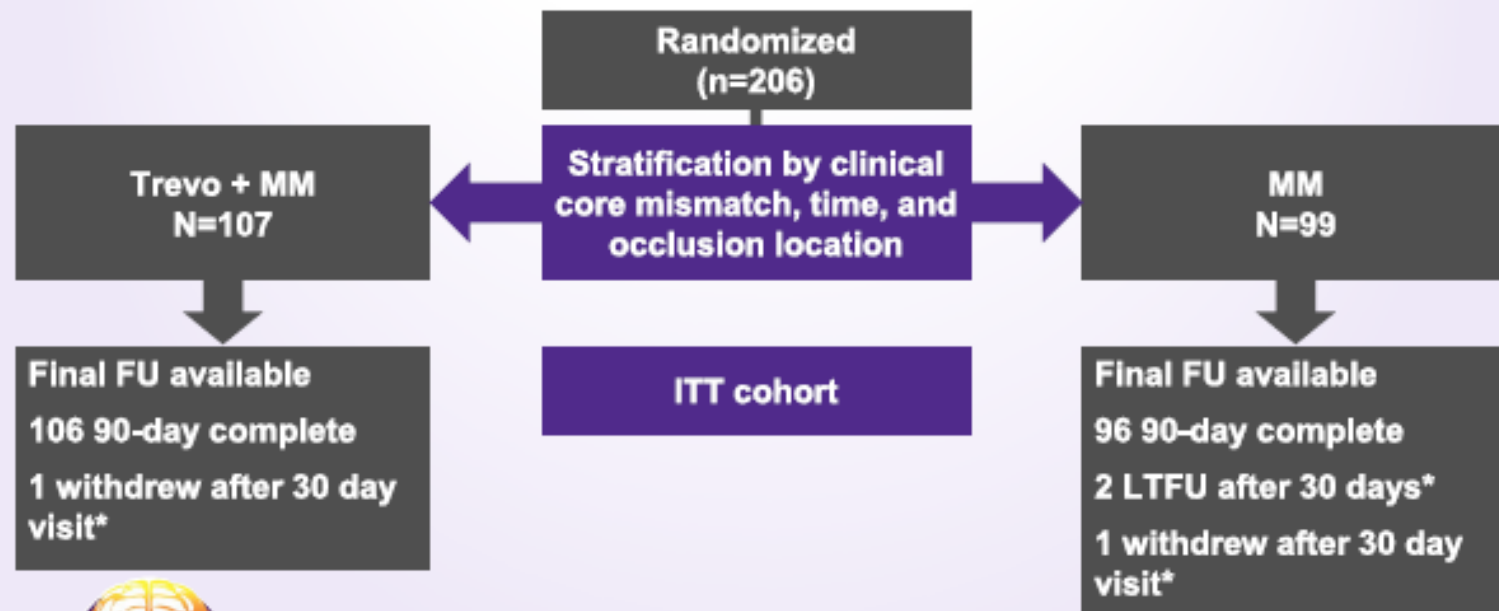 Randomized
(n=206)
Trevo + MM
N=107
Stratification by clinical
core mismatch, time, and
occlusion location
MM
N=99
Final FU available
106 90-day complete
1 withdrew after 30 day
visit*
ITT cohort
Final FU available
96 90-day complete
2 LTFU after 30 days*
1 withdrew after 30 day
visit*